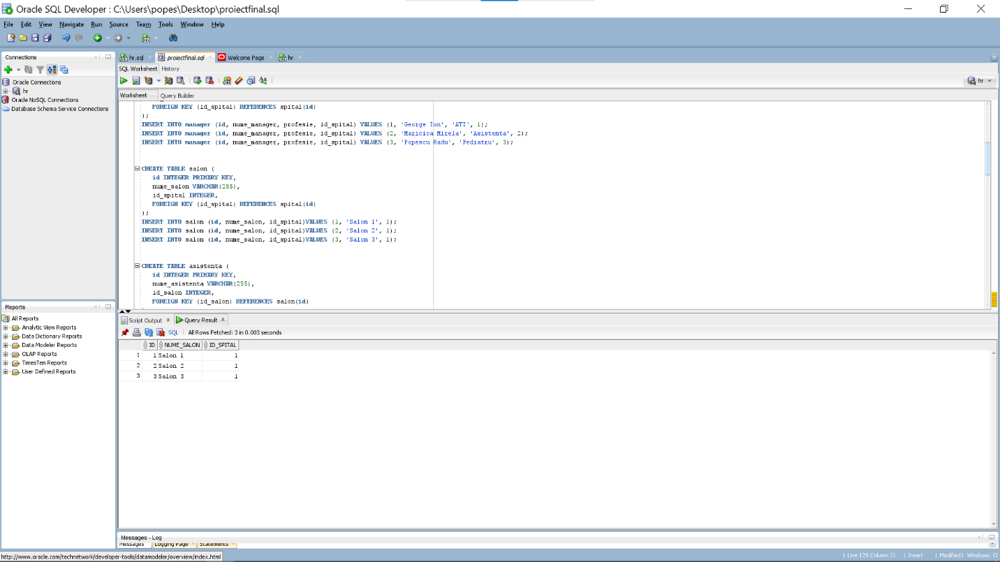 Oracle SQL Developer : C:\Users\popes\Desktop\proiectfinal.sql
File Edit View Navigate Run Source Team Tools Window Help
Connections
Oracle Connections
hr
Oracle NoSQL Connections
Database Schema Service Connections
hr.sql
proiectfinal.sql
Welcome Page
hr
SQL Worksheet History
hr
Worksheet Query Builder
FOREIGN KEY (id_spital) REFERENCES spital(id)
);
INSERT INTO manager (id, nume_manager, profesie, id_spital) VALUES (1, 'George Ion', 'ATI', 1);
INSERT INTO manager (id, nume_manager, profesie, id_spital) VALUES (2, 'Maricica Mirela', 'Asistenta', 2);
INSERT INTO manager (id, nume_manager, profesie, id_spital) VALUES (3, 'Popescu Radu', 'Pediatru', 3);
CREATE TABLE salon (
id INTEGER PRIMARY KEY,
nume_salon VARCHAR(255),
id_spital INTEGER,
FOREIGN KEY (id_spital) REFERENCES spital(id)
);
INSERT INTO salon (id, nume_salon, id_spital)VALUES (1, 'Salon 1', 1);
INSERT INTO salon (id, nume_salon, id_spital)VALUES (2, 'Salon 2', 1);
INSERT INTO salon (id, nume_salon, id_spital)VALUES (3, 'Salon 3', 1);
CREATE TABLE asistenta (
id INTEGER PRIMARY KEY,
nume_asistenta VARCHAR(255),
id_salon INTEGER,
FOREIGN KEY (id_salon) REFERENCES salon(id)
Reports
All Reports
Analytic View Reports
Data Dictionary Reports
Data Modeler Reports
OLAP Reports
TimesTen Reports
User Defined Reports
Script Output x Query Result x
SQL | All Rows Fetched: 3 in 0.003 seconds
ID NUME_SALON ID_SPITAL
1 1 Salon 1 1
2 2 Salon 2 1
3 3 Salon 3 1
Messages - Log
Messages Logging Page Statements
http://www.oracle.com/technetwork/developer-tools/datamodeler/overview/index.html
| Line 129 Column 21 | Insert | Modified| Windows: C